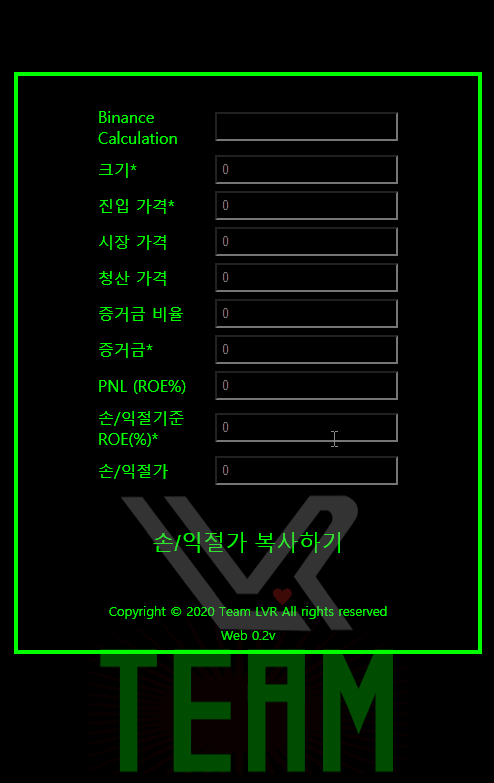 Binance
Calculation
크기* 0
진입 가격* 0
시장 가격 0
청산 가격 0
증거금 비율 0
증거금* 0
PNL (ROE%) 0
손/익절기준
ROE(%)* 0
손/익절가 0
LVR
손/익절가 복사하기
Copyright © 2020 Team LVR All rights reserved
Web 0.2v
TEAM